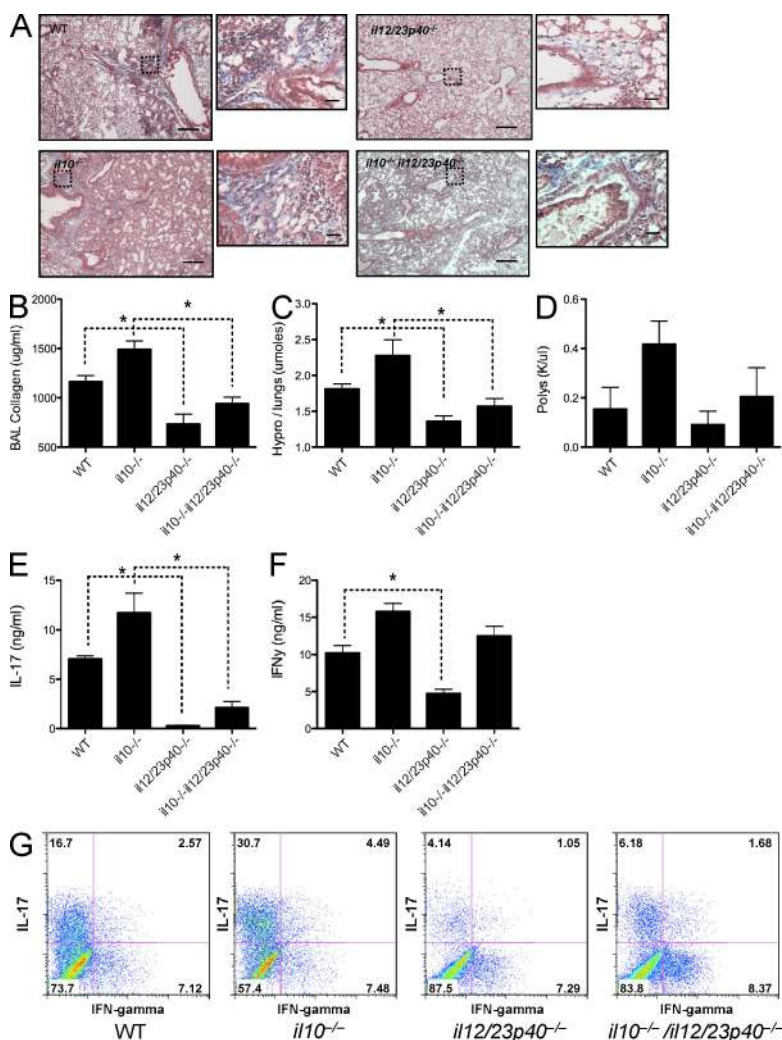 A
WT
il12/23p40-/-
il10-/-
il10-/- il12/23p40-/-
B
BAL Collagen (ug/ml)
2000
1500
1000
500
*
*
WT
il10-/-
il12/23p40-/-
il10-/-il12/23p40-/-
C
Hypro / lungs (umoles)
3.0
2.5
2.0
1.5
1.0
*
*
WT
il10-/-
il12/23p40-/-
il10-/-il12/23p40-/-
D
Polys (K/ul)
0.6
0.4
0.2
0.0
WT
il10-/-
il12/23p40-/-
il10-/-il12/23p40-/-
E
IL-17 (ng/ml)
15
10
5
0
*
*
WT
il10-/-
il12/23p40-/-
il10-/-il12/23p40-/-
F
IFNy (ng/ml)
20
15
10
5
0
*
WT
il10-/-
il12/23p40-/-
il10-/-il12/23p40-/-
G
16.7 2.57
IL-17
73.7 7.12
IFN-gamma
WT
30.7 4.49
IL-17
57.4 7.48
IFN-gamma
il10-/-
4.14 1.05
IL-17
87.5 7.29
IFN-gamma
il12/23p40-/-
6.18 1.68
IL-17
83.8 8.37
IFN-gamma
il10-/- /il12/23p40-/-